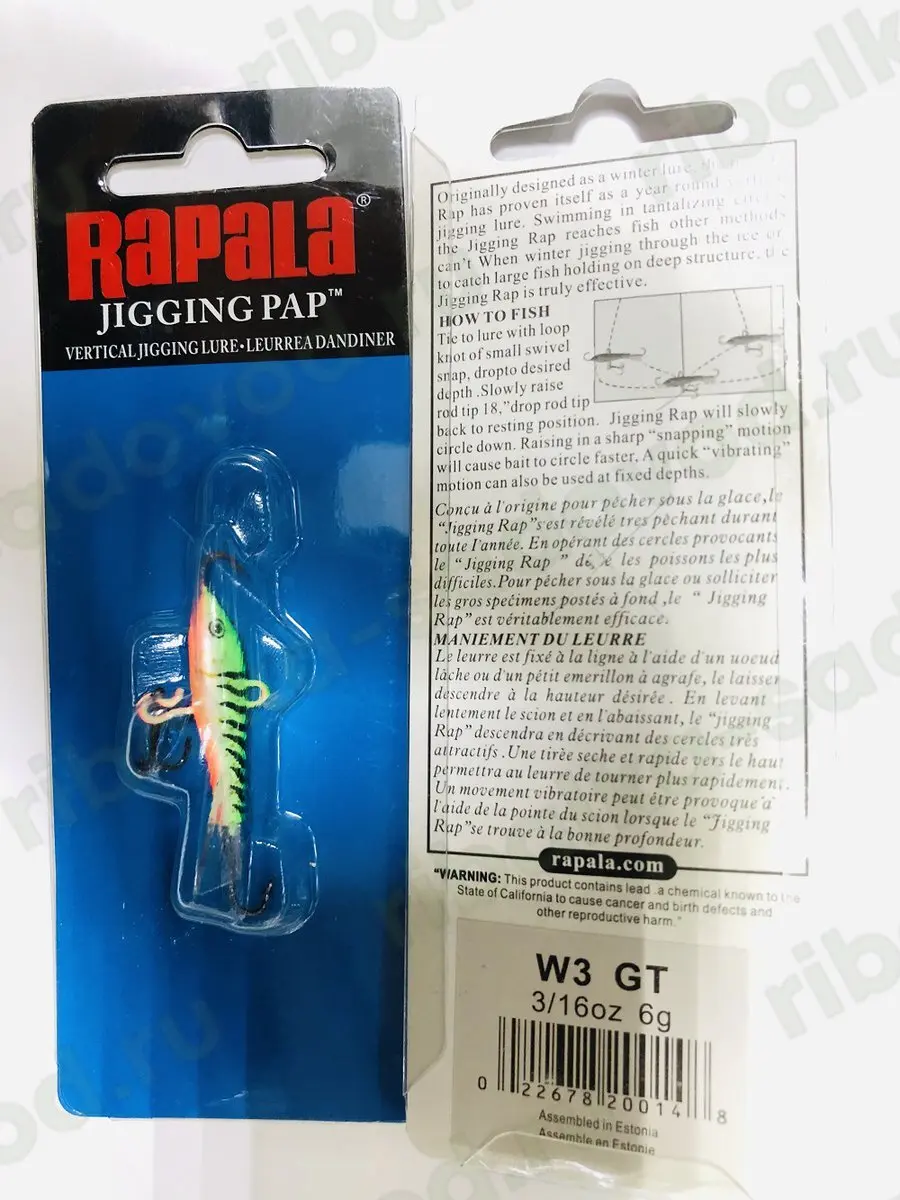 RAPALA®
JIGGING PAP™
VERTICAL JIGGING LURE·LEURREA DANDINER
Originally designed as a winter lure,
Rap has proven itself as a year round
jigging lure. Swimming in tantalizing
the Jigging Rap reaches fish other methods
can't When winter jigging through the ice or
to catch large fish holding on deep structure,
Jigging Rap is truly effective.
HOW TO FISH
Tie to lure with loop
knot of small swivel
snap, dropto desired
depth .Slowly raise
rod tip 18,"drop rod tip
back to resting position. Jigging Rap will slowly
circle down. Raising in a sharp "snapping" motion
will cause bait to circle faster. A quick "vibrating"
motion can also be used at fixed depths.
Conçu à l'origine pour pêcher sous la glace,le
"Jigging Rap"s'est révélé tres pêchant durant
toute l'année. En opérant des cercles provocants
le " Jigging Rap " les poissons les plus
difficiles.Pour pêcher sous la glace ou solliciter
les gros specimens postés à fond ,le " Jigging
Rap" est véritablement efficace.
MANIEMENT DU LEURRE
Le leurre est fixé à la ligne à l'aide d'un uoeud
lâche ou d'un pétit emerillon à agrafe, le laisser
descendre à la hauteur désirée. En levant
lentement le scion et en l'abaissant, le "jigging
Rap" descendra en décrivant des cercles très
attractifs .Une tirèe seche et rapide vers le haut
permettra au leurre de tourner plus rapidement.
Un movement vibratoire peut étre provoque'a'
l'aide de la pointe du scion lorsque le "Jigging
Rap"se trouve à la bonne profondeur.
rapala.com
"WARNING: This product contains lead .a chemical known to the
State of California to cause cancer and birth defects and
other reproductive harm."
W3 GT
3/16oz 6g
0 22678 20014 8
Assembled in Estonia
Assemble en Estonie